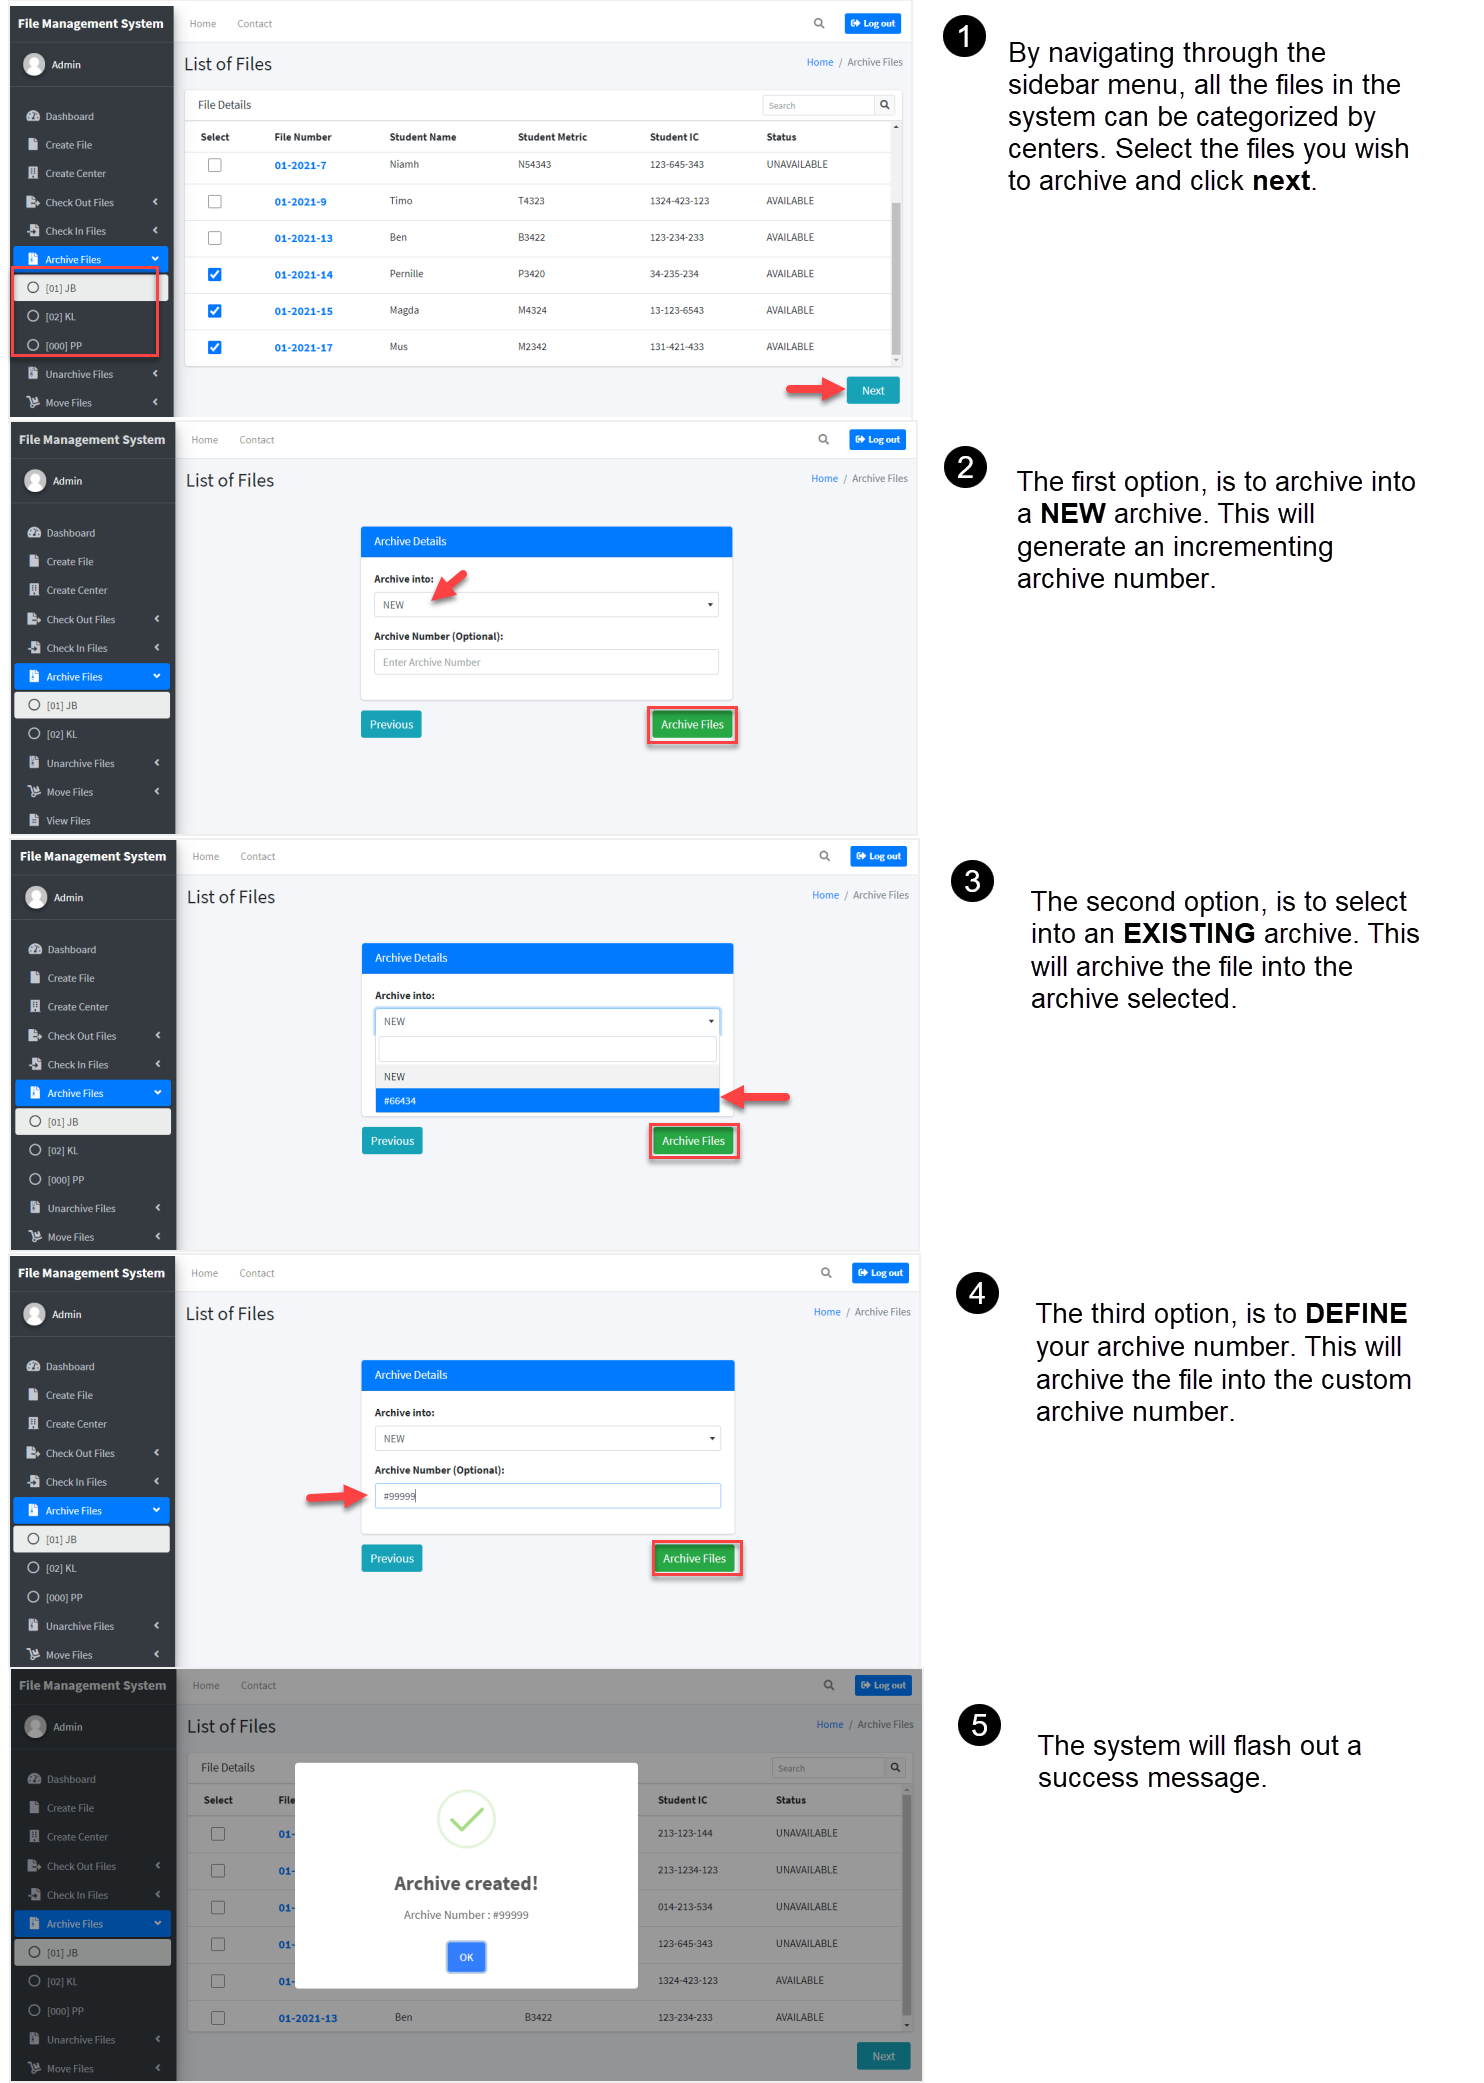 File Management System
Home Contact
Log out
Admin
List of Files
Home / Archive Files
Dashboard
Create File
Create Center
Check Out Files
Check In Files
Archive Files
[01] JB
[02] KL
[000] PP
Unarchive Files
Move Files
File Details
Search
Select File Number Student Name Student Metric Student IC Status
01-2021-7 Niamh N54343 123-645-343 UNAVAILABLE
01-2021-9 Timo T4323 1324-423-123 AVAILABLE
01-2021-13 Ben B3422 123-234-233 AVAILABLE
01-2021-14 Pernille P3420 34-235-234 AVAILABLE
01-2021-15 Magda M4324 13-123-6543 AVAILABLE
01-2021-17 Mus M2342 131-421-433 AVAILABLE
Next
1
By navigating through the
sidebar menu, all the files in the
system can be categorized by
centers. Select the files you wish
to archive and click next.
File Management System
Home Contact
Log out
Admin
List of Files
Home / Archive Files
Dashboard
Create File
Create Center
Check Out Files
Check In Files
Archive Files
[01] JB
[02] KL
Unarchive Files
Move Files
View Files
Archive Details
Archive into:
NEW
Archive Number (Optional):
Enter Archive Number
Previous
Archive Files
2
The first option, is to archive into
a NEW archive. This will
generate an incrementing
archive number.
File Management System
Home Contact
Log out
Admin
List of Files
Home / Archive Files
Dashboard
Create File
Create Center
Check Out Files
Check In Files
Archive Files
[01] JB
[02] KL
[000] PP
Unarchive Files
Move Files
Archive Details
Archive into:
NEW
NEW
#66434
Previous
Archive Files
3
The second option, is to select
into an EXISTING archive. This
will archive the file into the
archive selected.
File Management System
Home Contact
Log out
Admin
List of Files
Home / Archive Files
Dashboard
Create File
Create Center
Check Out Files
Check In Files
Archive Files
[01] JB
[02] KL
[000] PP
Unarchive Files
Move Files
Archive Details
Archive into:
NEW
Archive Number (Optional):
#99999
Previous
Archive Files
4
The third option, is to DEFINE
your archive number. This will
archive the file into the custom
archive number.
File Management System
Home Contact
Log out
Admin
List of Files
Home / Archive Files
Dashboard
Create File
Create Center
Check Out Files
Check In Files
Archive Files
[01] JB
[02] KL
[000] PP
Unarchive Files
Move Files
File Details
Search
Select File Student IC Status
01- 213-123-144 UNAVAILABLE
01- 213-1234-123 UNAVAILABLE
01- 014-213-534 UNAVAILABLE
01- 123-645-343 UNAVAILABLE
01- 1324-423-123 AVAILABLE
01-2021-13 Ben B3422 123-234-233 AVAILABLE
Archive created!
Archive Number : #99999
OK
Next
5
The system will flash out a
success message.